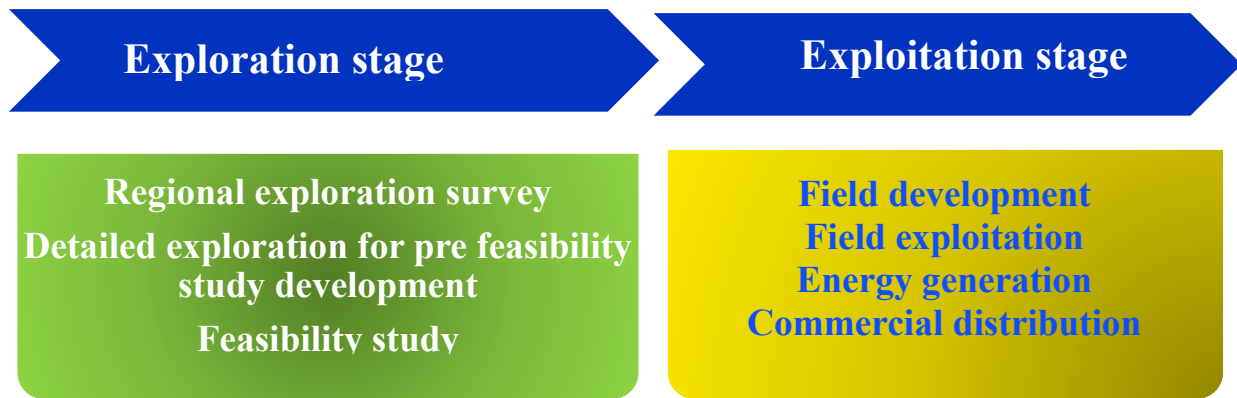 Exploration stage
Exploitation stage
Regional exploration survey
Detailed exploration for pre feasibility
study development
Feasibility study
Field development
Field exploitation
Energy generation
Commercial distribution